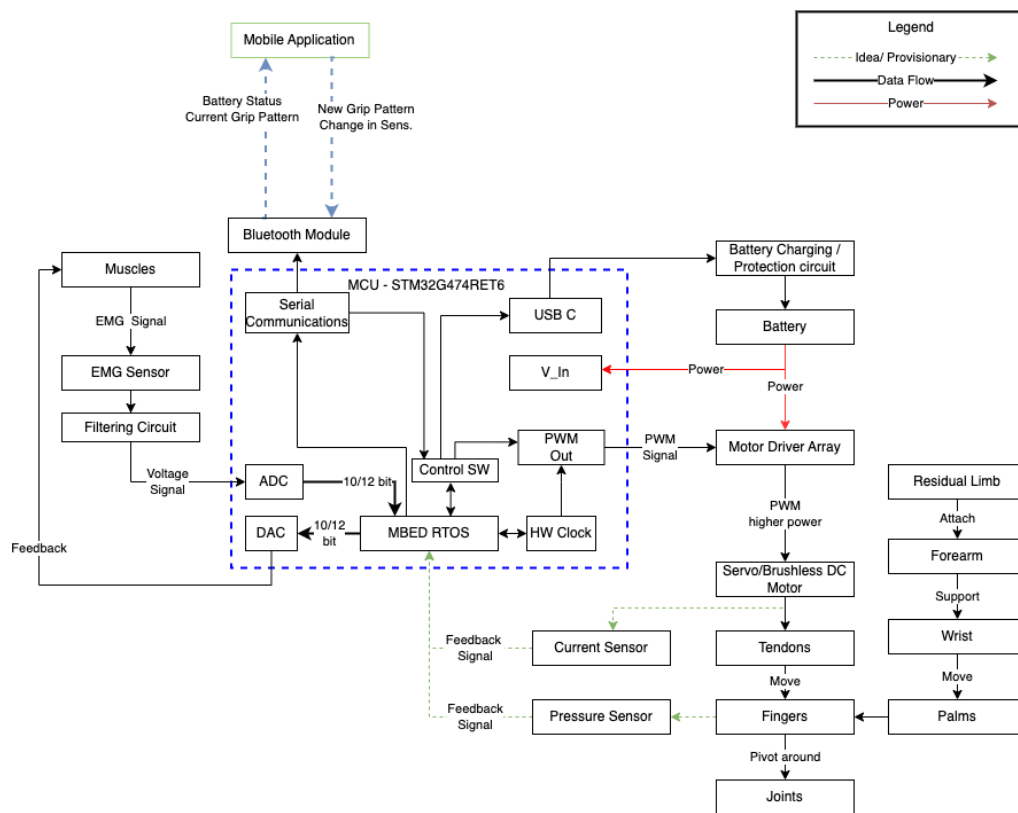 Mobile Application
Legend
Idea/ Provisionary
Data Flow
Power
Battery Status
Current Grip Pattern
New Grip Pattern
Change in Sens.
Bluetooth Module
Muscles
EMG Signal
EMG Sensor
Filtering Circuit
Voltage
Signal
Feedback
MCU - STM32G474RET6
Serial
Communications
USB C
V_In
PWM
Out
Control SW
ADC
10/12 bit
DAC
10/12
bit
MBED RTOS
HW Clock
Battery Charging /
Protection circuit
Battery
Power
Power
PWM
Signal
Motor Driver Array
PWM
higher power
Servo/Brushless DC
Motor
Feedback
Signal
Current Sensor
Tendons
Move
Feedback
Signal
Pressure Sensor
Fingers
Pivot around
Joints
Residual Limb
Attach
Forearm
Support
Wrist
Move
Palms